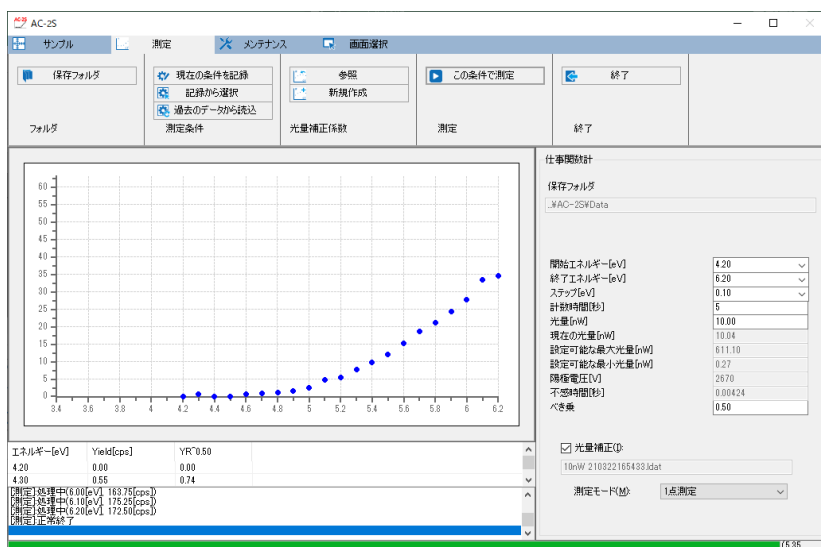 AC-2S
サンプル 測定 メンテナンス 画面選択
保存フォルダ 現在の条件を記録 参照 この条件で測定 終了
記録から選択 新規作成
過去のデータから読込
フォルダ 測定条件 光量補正係数 測定 終了
60
55
50
45
40
35
30
25
20
15
10
5
0
3.4 3.6 3.8 4 4.2 4.4 4.6 4.8 5 5.2 5.4 5.6 5.8 6 6.2
エネルギー[eV] Yield[cps] YR^0.50
4.20 0.00 0.00
4.30 0.55 0.74
[測定]:処理中(6.00[eV], 163.75[cps])
[測定]:処理中(6.10[eV], 175.25[cps])
[測定]:処理中(6.20[eV], 172.50[cps])
[測定]:正常終了
仕事関数計
保存フォルダ
..¥AC-2S¥Data
開始エネルギー[eV] 4.20
終了エネルギー[eV] 6.20
ステップ[eV] 0.10
計数時間[秒] 5
光量[nW] 10.00
現在の光量[nW] 10.04
設定可能な最大光量[nW] 611.10
設定可能な最小光量[nW] 0.27
陽極電圧[V] 2670
不感時間[秒] 0.00424
べき乗 0.50
光量補正(I):
10nW 210322165433.ldat
測定モード(M): 1点測定
(5.35